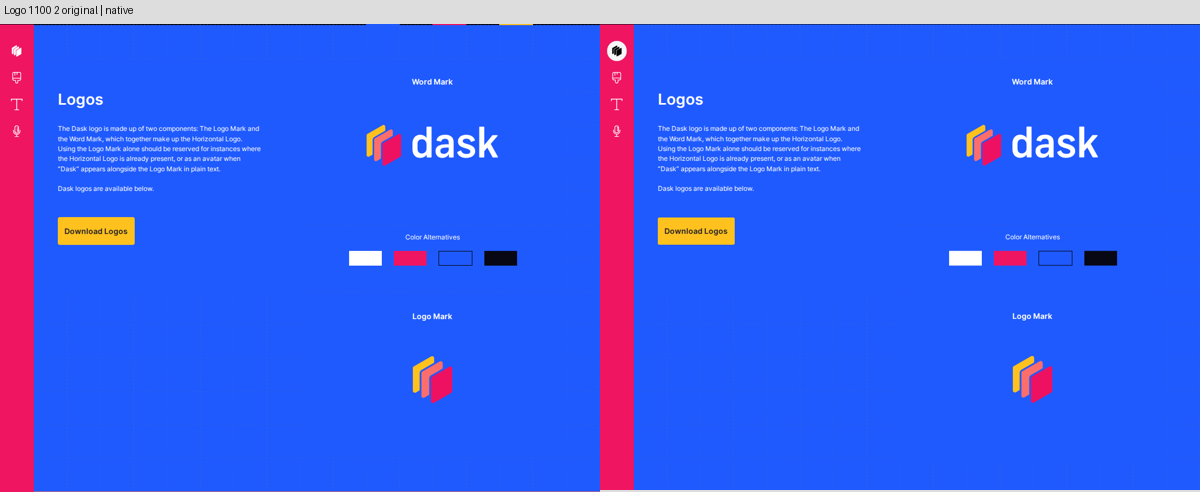 Logo 1100 2 original | native
Logos
The Dask logo is made up of two components: The Logo Mark and
the Word Mark, which together make up the Horizontal Logo.
Using the Logo Mark alone should be reserved for instances where
the Horizontal Logo is already present, or as an avatar when
"Dask" appears alongside the Logo Mark in plain text.
Dask logos are available below.
Download Logos
Word Mark
dask
Color Alternatives
Logo Mark
Logos
The Dask logo is made up of two components: The Logo Mark and
the Word Mark, which together make up the Horizontal Logo.
Using the Logo Mark alone should be reserved for instances where
the Horizontal Logo is already present, or as an avatar when
"Dask" appears alongside the Logo Mark in plain text.
Dask logos are available below.
Download Logos
Word Mark
dask
Color Alternatives
Logo Mark